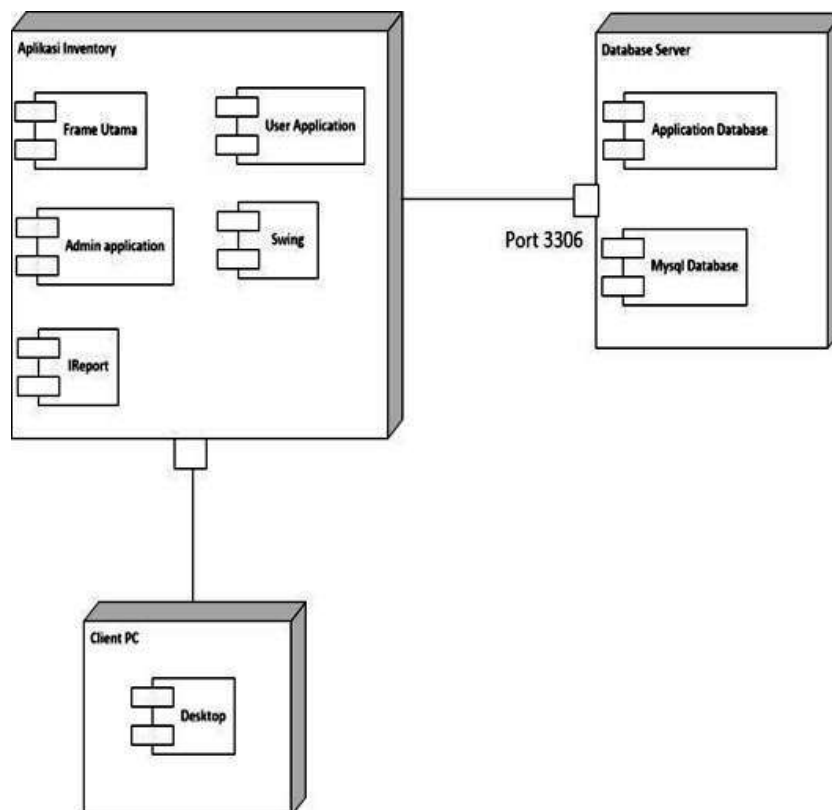 Aplikasi Inventory
Frame Utama
User Application
Admin application
Swing
IReport
Database Server
Application Database
Port 3306
Mysql Database
Client PC
Desktop